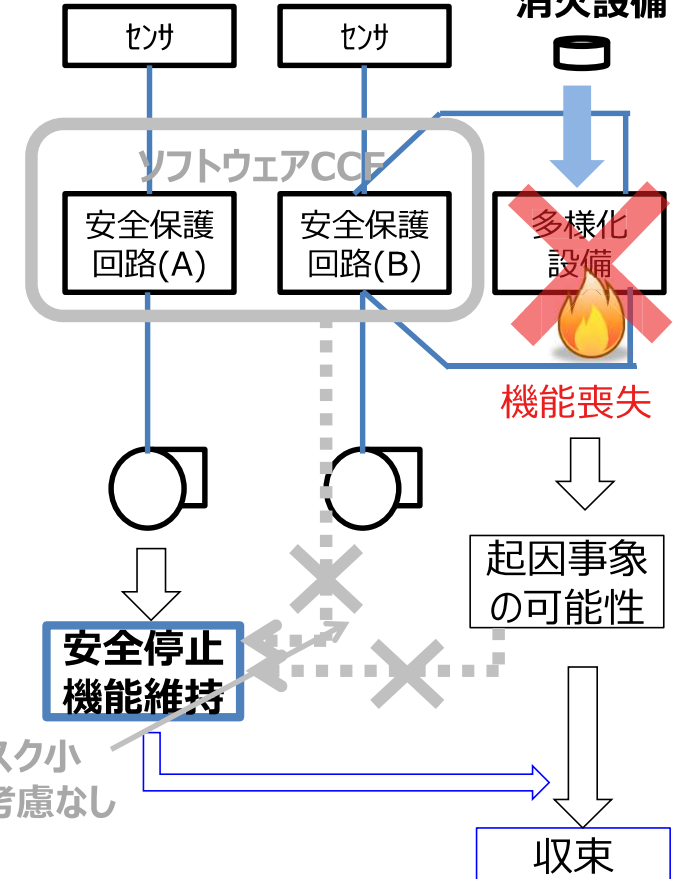 消火設備
センサ
センサ
ソフトウェアCCF
安全保護
回路(A)
安全保護
回路(B)
多様化
設備
機能喪失
起因事象
の可能性
安全停止
機能維持
スク小
考慮なし
収束